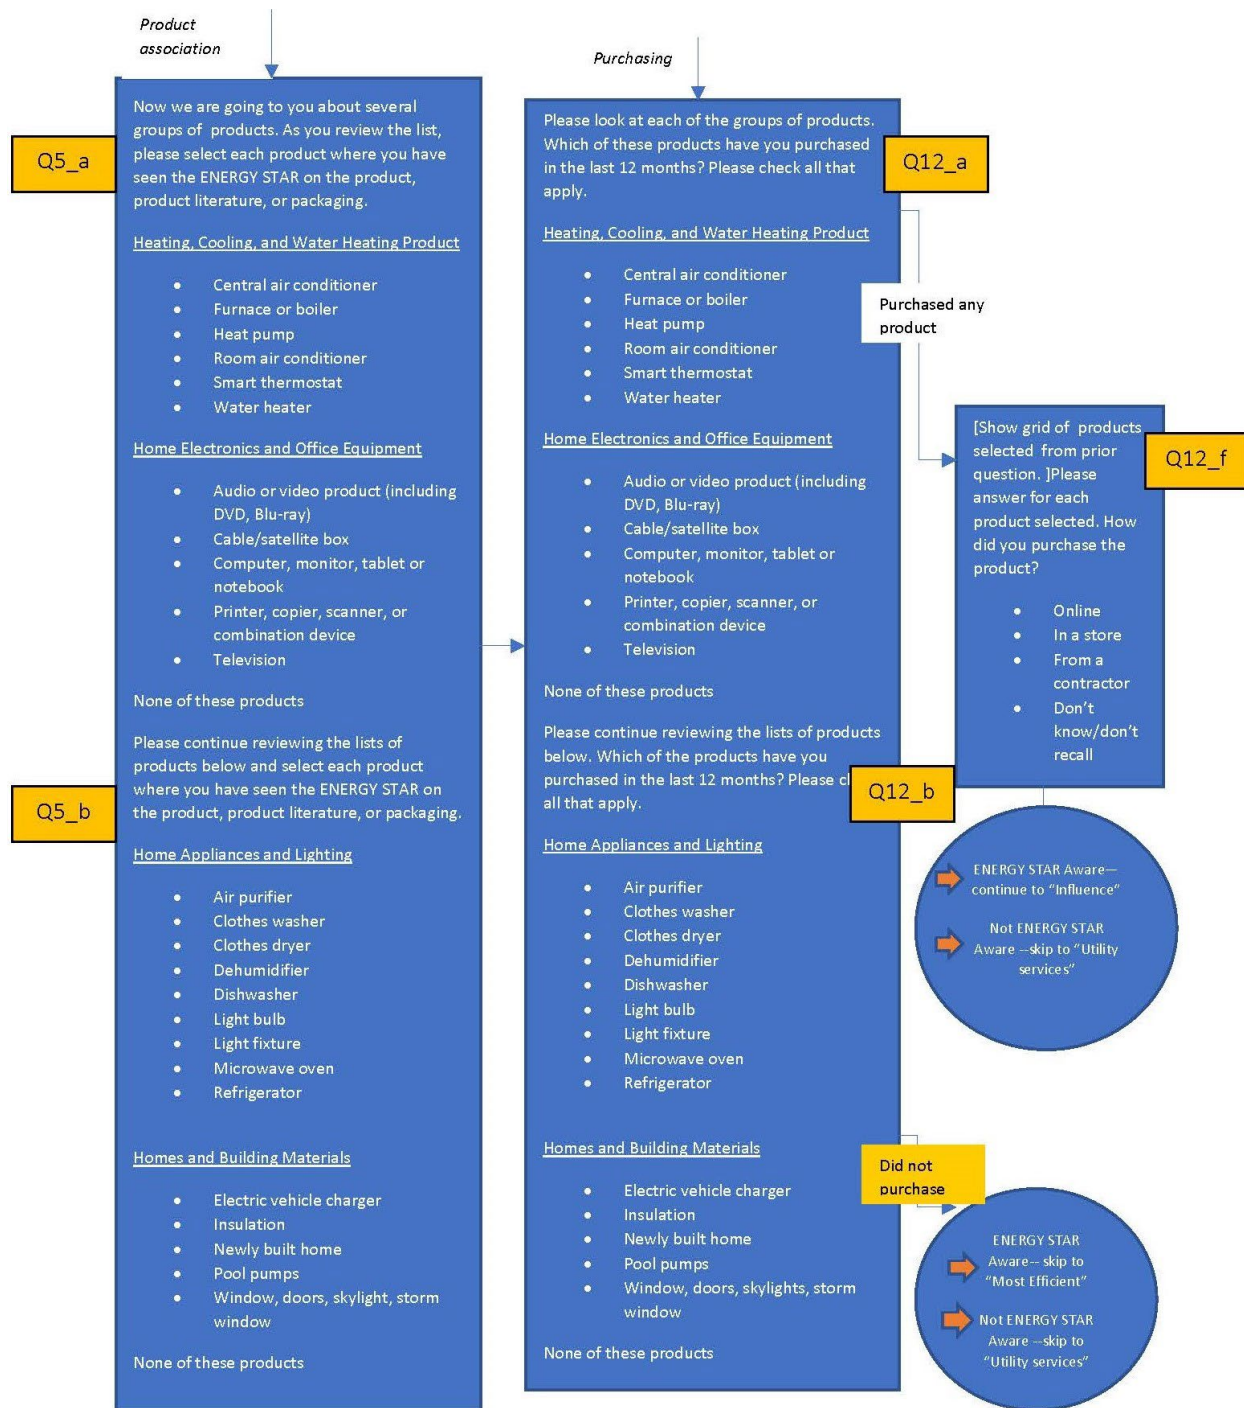 Product
association
Q5_a
Now we are going to you about several
groups of products. As you review the list,
please select each product where you have
seen the ENERGY STAR on the product,
product literature, or packaging.
Heating, Cooling, and Water Heating Product
• Central air conditioner
• Furnace or boiler
• Heat pump
• Room air conditioner
• Smart thermostat
• Water heater
Home Electronics and Office Equipment
• Audio or video product (including
DVD, Blu-ray)
• Cable/satellite box
• Computer, monitor, tablet or
notebook
• Printer, copier, scanner, or
combination device
• Television
None of these products
Q5_b
Please continue reviewing the lists of
products below and select each product
where you have seen the ENERGY STAR on
the product, product literature, or packaging.
Home Appliances and Lighting
• Air purifier
• Clothes washer
• Clothes dryer
• Dehumidifier
• Dishwasher
• Light bulb
• Light fixture
• Microwave oven
• Refrigerator
Homes and Building Materials
• Electric vehicle charger
• Insulation
• Newly built home
• Pool pumps
• Window, doors, skylight, storm
window
None of these products
Purchasing
Please look at each of the groups of products.
Which of these products have you purchased
in the last 12 months? Please check all that
apply.
Q12_a
Heating, Cooling, and Water Heating Product
• Central air conditioner
• Furnace or boiler
• Heat pump
• Room air conditioner
• Smart thermostat
• Water heater
Home Electronics and Office Equipment
• Audio or video product (including
DVD, Blu-ray)
• Cable/satellite box
• Computer, monitor, tablet or
notebook
• Printer, copier, scanner, or
combination device
• Television
None of these products
Please continue reviewing the lists of products
below. Which of the products have you
purchased in the last 12 months? Please
all that apply.
Q12_b
Home Appliances and Lighting
• Air purifier
• Clothes washer
• Clothes dryer
• Dehumidifier
• Dishwasher
• Light bulb
• Light fixture
• Microwave oven
• Refrigerator
Homes and Building Materials
• Electric vehicle charger
• Insulation
• Newly built home
• Pool pumps
• Window, doors, skylights, storm
window
None of these products
Purchased any
product
[Show grid of products
selected from prior
question. ]Please
answer for each
product selected. How
did you purchase the
product?
Q12_f
• Online
• In a store
• From a
contractor
• Don't
know/don't
recall
ENERGY STAR Aware—
continue to "Influence"
Not ENERGY STAR
Aware --skip to "Utility
services"
Did not
purchase
ENERGY STAR
Aware-- skip to
"Most Efficient"
Not ENERGY STAR
Aware --skip to
"Utility services"